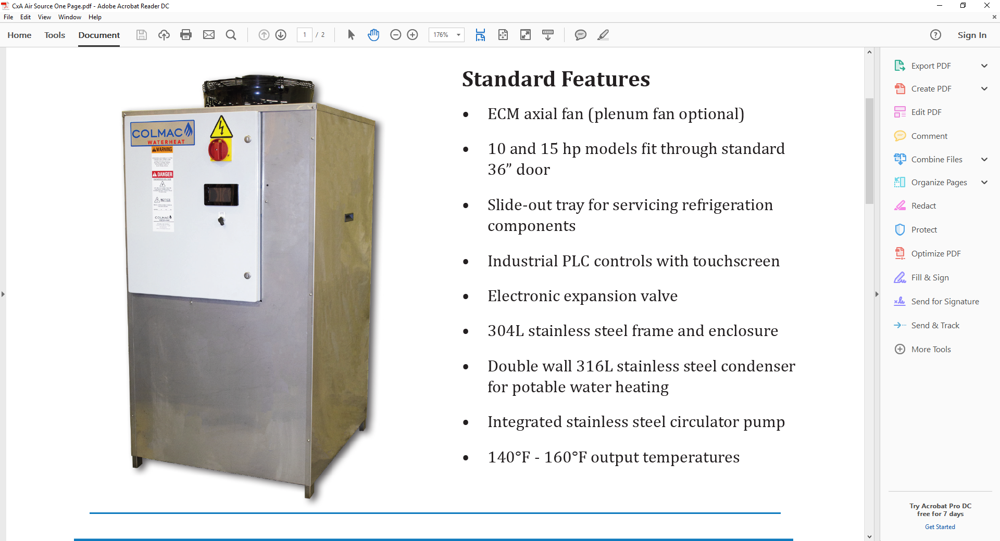 CxA Air Source One Page.pdf - Adobe Acrobat Reader DC
File Edit View Window Help
Home Tools Document 1 / 2 176% Sign In
COLMAC
WATERHEAT
WARNING
DANGER
NOTICE
COLMAC
WATERHEAT
Standard Features
• ECM axial fan (plenum fan optional)
• 10 and 15 hp models fit through standard
36” door
• Slide-out tray for servicing refrigeration
components
• Industrial PLC controls with touchscreen
• Electronic expansion valve
• 304L stainless steel frame and enclosure
• Double wall 316L stainless steel condenser
for potable water heating
• Integrated stainless steel circulator pump
• 140°F - 160°F output temperatures
Export PDF
Create PDF
Edit PDF
Comment
Combine Files
Organize Pages
Redact
Protect
Optimize PDF
Fill & Sign
Send for Signature
Send & Track
More Tools
Try Acrobat Pro DC
free for 7 days
Get Started